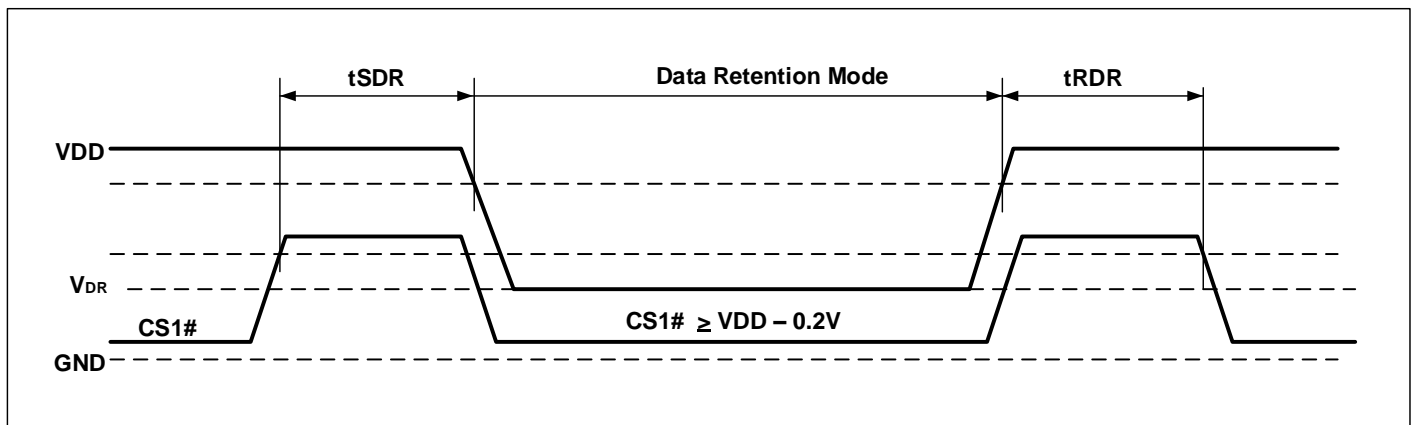 tSDR Data Retention Mode tRDR
VDD
VDR
CS1# CS1# ≥ VDD – 0.2V
GND